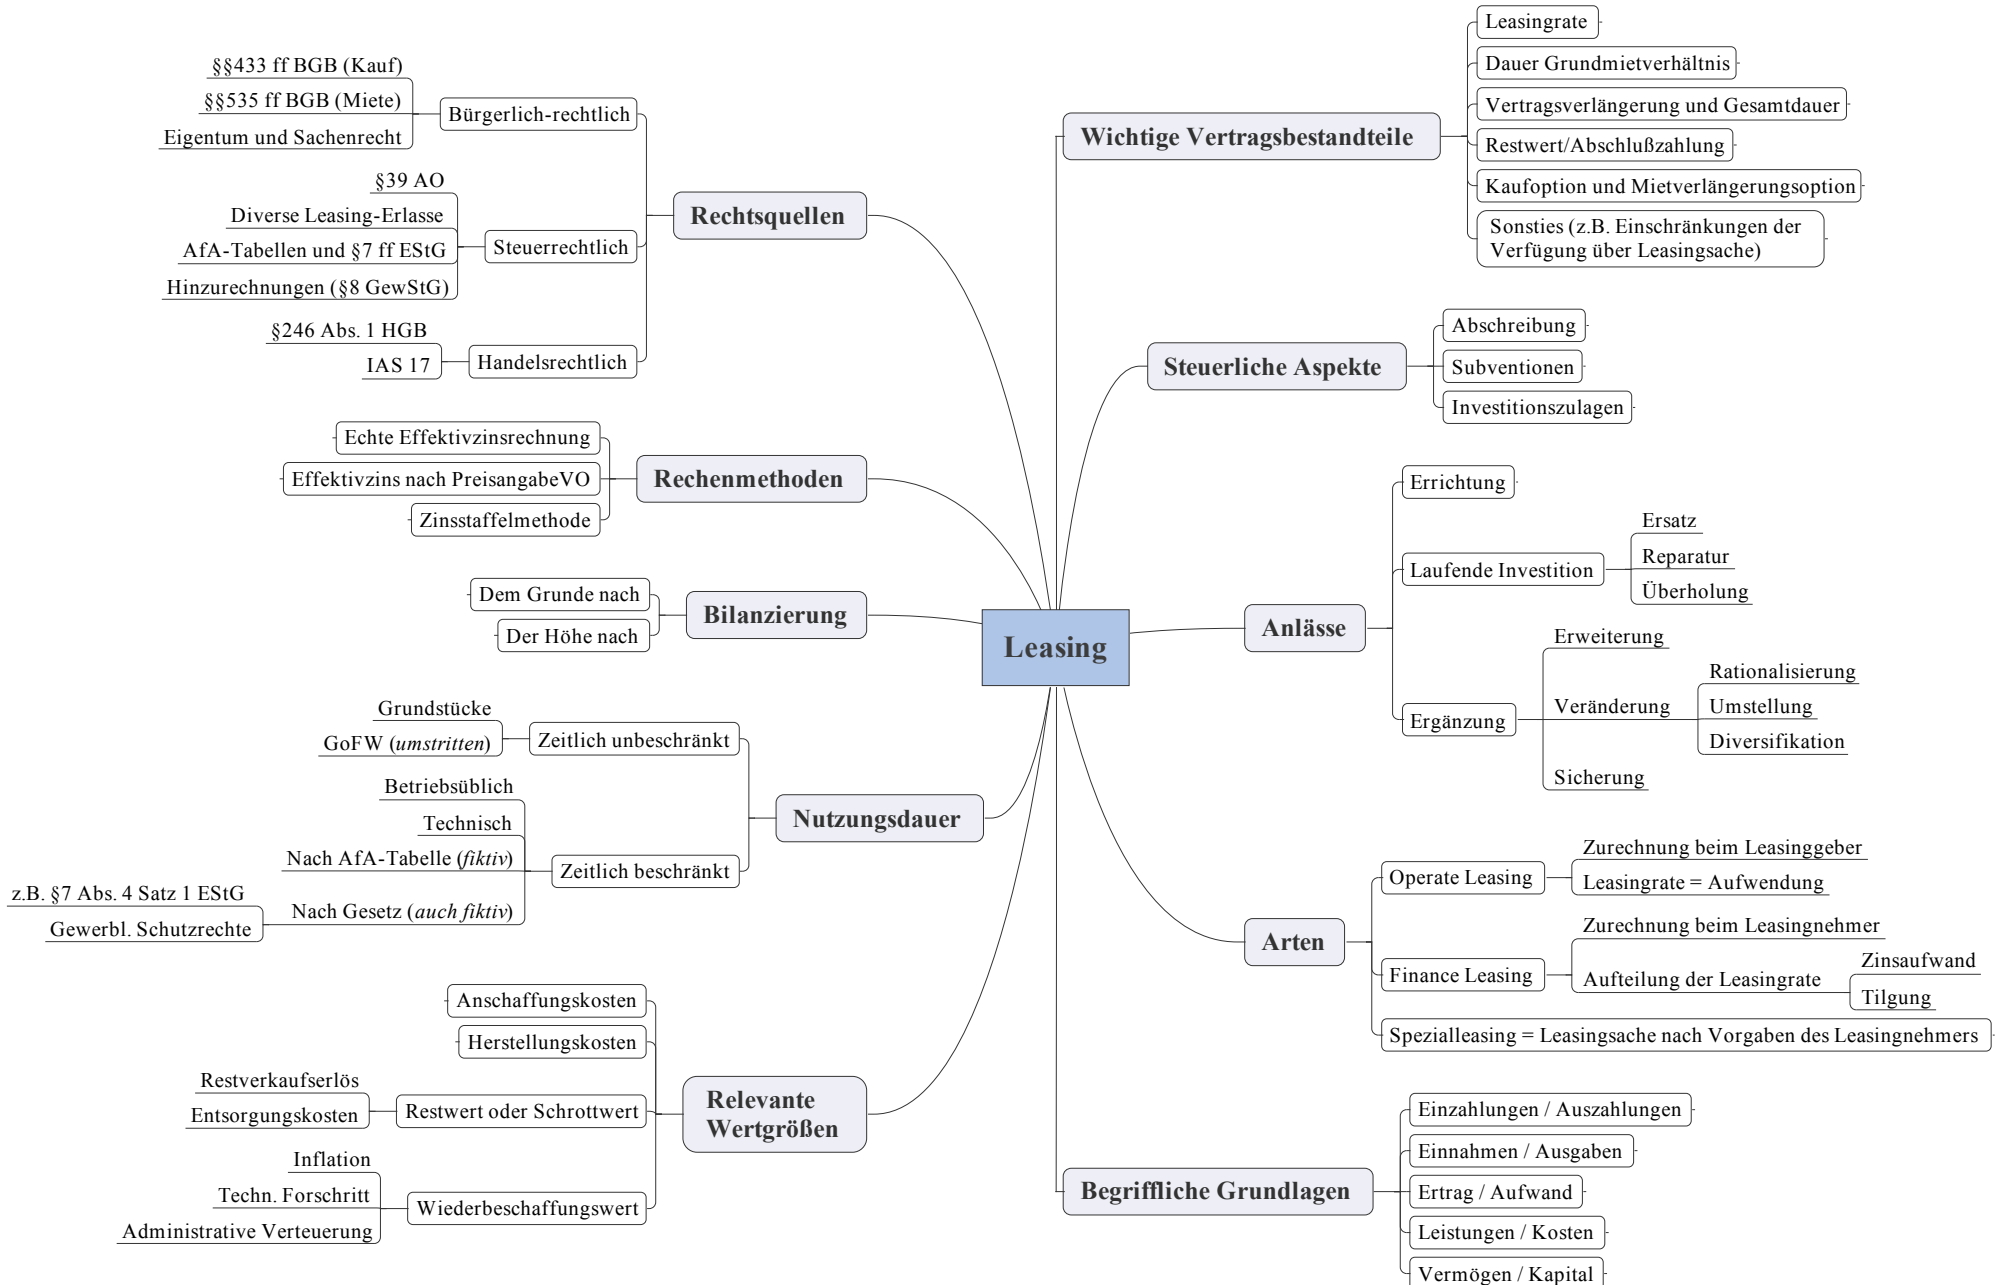 Leasing
Rechtsquellen
Bürgerlich-rechtlich
§§433 ff BGB (Kauf)
§§535 ff BGB (Miete)
Eigentum und Sachenrecht
Steuerrechtlich
§39 AO
Diverse Leasing-Erlasse
AfA-Tabellen und §7 ff EStG
Hinzurechnungen (§8 GewStG)
Handelsrechtlich
§246 Abs. 1 HGB
IAS 17
Rechenmethoden
Echte Effektivzinsrechnung
Effektivzins nach PreisangabeVO
Zinsstaffelmethode
Bilanzierung
Dem Grunde nach
Der Höhe nach
Nutzungsdauer
Zeitlich unbeschränkt
Grundstücke
GoFW (umstritten)
Zeitlich beschränkt
Betriebsüblich
Technisch
Nach AfA-Tabelle (fiktiv)
Nach Gesetz (auch fiktiv)
z.B. §7 Abs. 4 Satz 1 EStG
Gewerbl. Schutzrechte
Relevante
Wertgrößen
Anschaffungskosten
Herstellungskosten
Restwert oder Schrottwert
Restverkaufserlös
Entsorgungskosten
Wiederbeschaffungswert
Inflation
Techn. Forschritt
Administrative Verteuerung
Wichtige Vertragsbestandteile
Leasingrate
Dauer Grundmietverhältnis
Vertragsverlängerung und Gesamtdauer
Restwert/Abschlußzahlung
Kaufoption und Mietverlängerungsoption
Sonsties (z.B. Einschränkungen der
Verfügung über Leasingsache)
Steuerliche Aspekte
Abschreibung
Subventionen
Investitionszulagen
Anlässe
Errichtung
Laufende Investition
Ersatz
Reparatur
Überholung
Ergänzung
Erweiterung
Veränderung
Rationalisierung
Umstellung
Diversifikation
Sicherung
Arten
Operate Leasing
Zurechnung beim Leasinggeber
Leasingrate = Aufwendung
Finance Leasing
Zurechnung beim Leasingnehmer
Aufteilung der Leasingrate
Zinsaufwand
Tilgung
Spezialleasing = Leasingsache nach Vorgaben des Leasingnehmers
Begriffliche Grundlagen
Einzahlungen / Auszahlungen
Einnahmen / Ausgaben
Ertrag / Aufwand
Leistungen / Kosten
Vermögen / Kapital